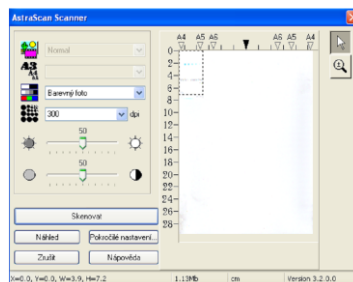 AstraScan Scanner
Normal
A3
A4
Barevný foto
300 dpi
50
50
Skenovat
Náhled Pokročilé nastavení...
Zrušit Nápověda
A4 A5 A6 A6 A5 A4
0
2
4
6
8
10
12
14
16
18
20
22
24
26
28
X=0.0, Y=0.0, W=3.9, H=7.2 1.13Mb cm Version 3.2.0.0